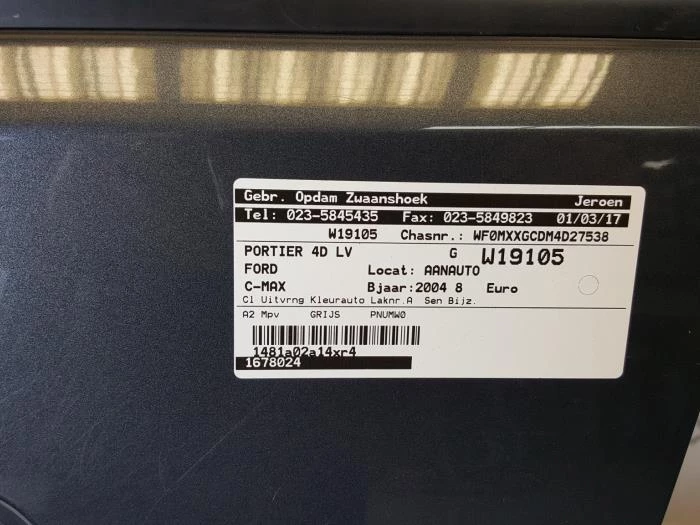 Gebr. Opdam Zwaanshoek Jeroen
Tel: 023-5845435 Fax: 023-5849823 01/03/17
W19105 Chasnr.: WF0MXXGCDM4D27538
PORTIER 4D LV G W19105
FORD Locat: AANAUTO
C-MAX Bjaar:2004 8 Euro
Cl Uitvrng Kleurauto Laknr.A Sen Bijz.
A2 Mpv GRIJS PNUMW0
1481a02a14xr4
1678024